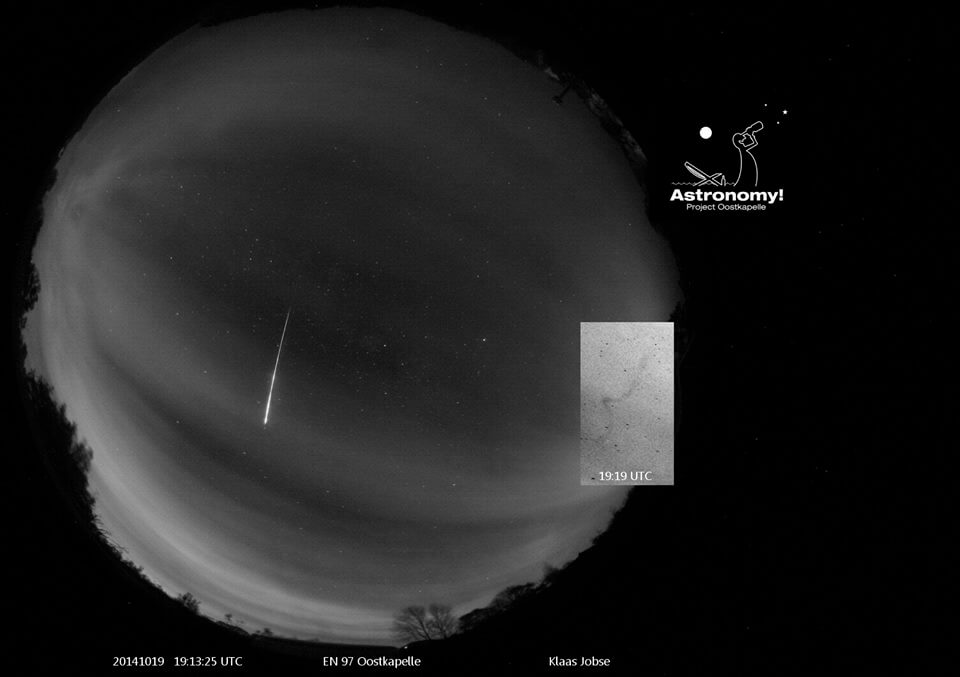 Astronomy!
Project Oostkapelle
19:19 UTC
20141019 19:13:25 UTC EN 97 Oostkapelle Klaas Jobse